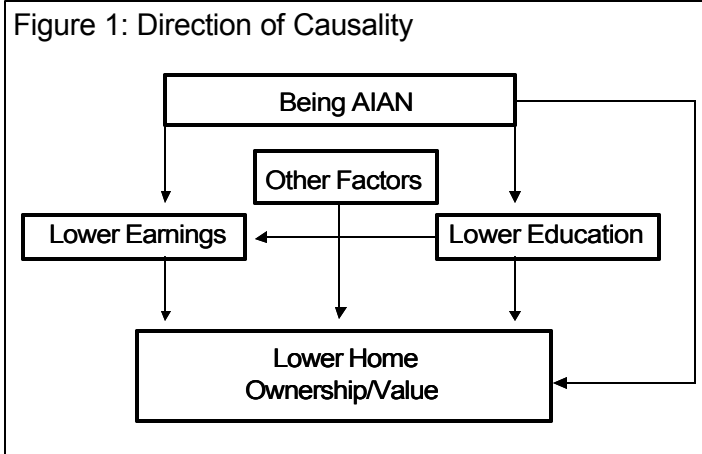 Figure 1: Direction of Causality
Being AIAN
Other Factors
Lower Earnings
Lower Education
Lower Home
Ownership/Value